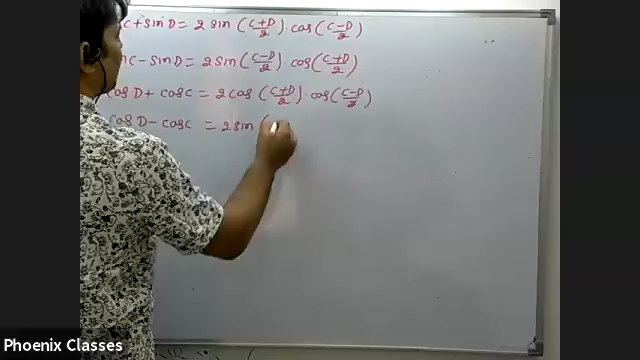 C + sin D = 2 sin (C+D/2) · cos (C−D/2)
C − sin D = 2 sin (C−D/2) · cos (C+D/2)
cos D + cos C = 2 cos (C+D/2) · cos (C−D/2)
cos D − cos C = 2 sin (
Phoenix Classes